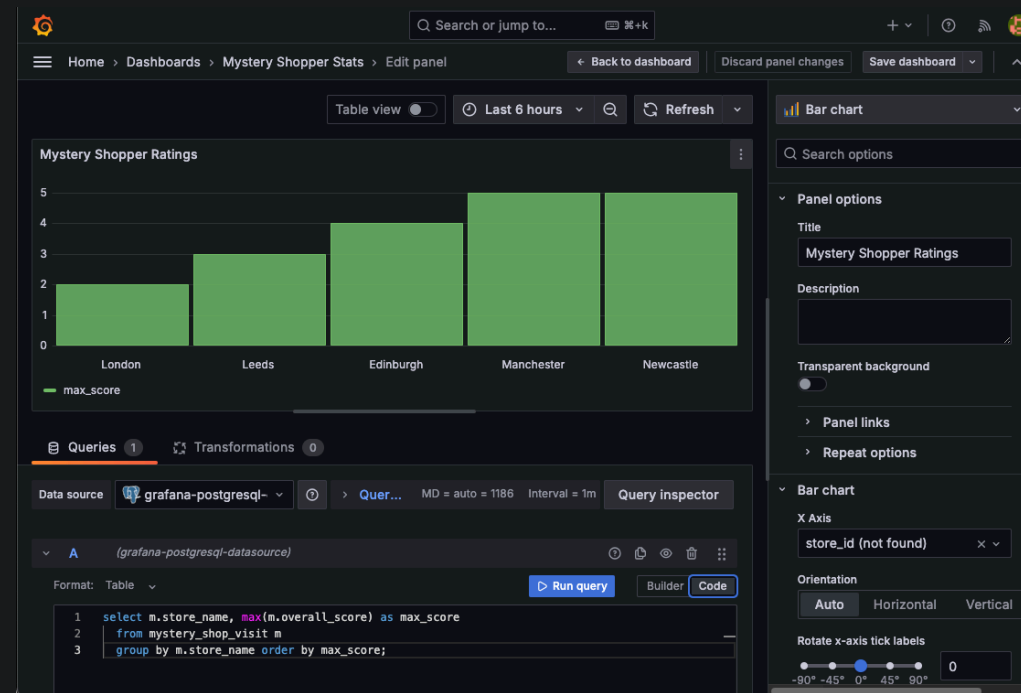 Search or jump to... ⌘+k
Home › Dashboards › Mystery Shopper Stats › Edit panel
← Back to dashboard
Discard panel changes
Save dashboard
Table view
Last 6 hours
Refresh
Bar chart
Search options
Mystery Shopper Ratings
5
4
3
2
1
0
London Leeds Edinburgh Manchester Newcastle
max_score
Panel options
Title
Mystery Shopper Ratings
Description
Transparent background
Panel links
Repeat options
Queries 1 Transformations 0
Data source grafana-postgresql- Quer... MD = auto = 1186 Interval = 1m Query inspector
A (grafana-postgresql-datasource)
Format: Table Run query Builder Code
1 select m.store_name, max(m.overall_score) as max_score
2 from mystery_shop_visit m
3 group by m.store_name order by max_score;
Bar chart
X Axis
store_id (not found)
Orientation
Auto Horizontal Vertical
Rotate x-axis tick labels
0
-90° -45° 0° 45° 90°